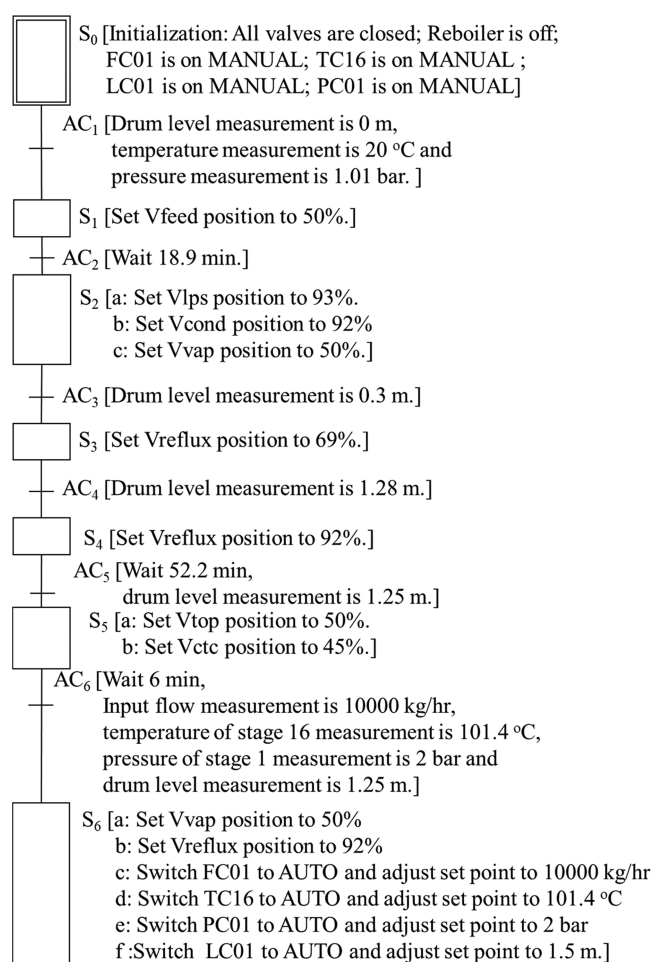 S₀ [Initialization: All valves are closed; Reboiler is off;
FC01 is on MANUAL; TC16 is on MANUAL ;
LC01 is on MANUAL; PC01 is on MANUAL]
AC₁ [Drum level measurement is 0 m,
temperature measurement is 20 °C and
pressure measurement is 1.01 bar. ]
S₁ [Set Vfeed position to 50%.]
AC₂ [Wait 18.9 min.]
S₂ [a: Set Vlps position to 93%.
b: Set Vcond position to 92%
c: Set Vvap position to 50%.]
AC₃ [Drum level measurement is 0.3 m.]
S₃ [Set Vreflux position to 69%.]
AC₄ [Drum level measurement is 1.28 m.]
S₄ [Set Vreflux position to 92%.]
AC₅ [Wait 52.2 min,
drum level measurement is 1.25 m.]
S₅ [a: Set Vtop position to 50%.
b: Set Vctc position to 45%.]
AC₆ [Wait 6 min,
Input flow measurement is 10000 kg/hr,
temperature of stage 16 measurement is 101.4 °C,
pressure of stage 1 measurement is 2 bar and
drum level measurement is 1.25 m.]
S₆ [a: Set Vvap position to 50%
b: Set Vreflux position to 92%
c: Switch FC01 to AUTO and adjust set point to 10000 kg/hr
d: Switch TC16 to AUTO and adjust set point to 101.4 °C
e: Switch PC01 to AUTO and adjust set point to 2 bar
f :Switch LC01 to AUTO and adjust set point to 1.5 m.]